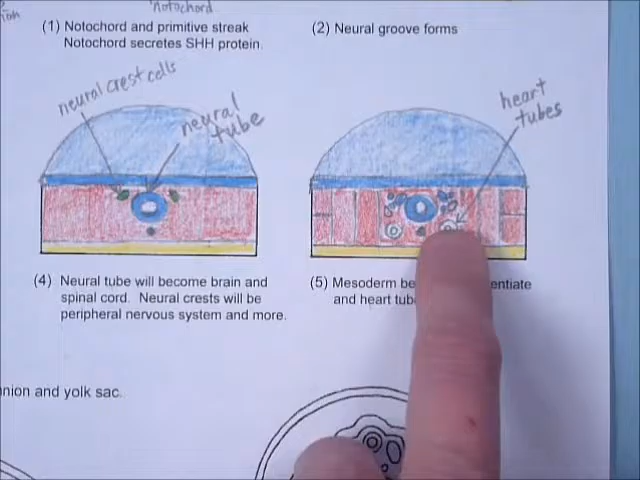 'notochord
(1) Notochord and primitive streak
Notochord secretes SHH protein.
(2) Neural groove forms
neural crest cells
neural
tube
heart
tubes
(4) Neural tube will become brain and
spinal cord. Neural crests will be
peripheral nervous system and more.
(5) Mesoderm be
entiate
and heart tub
nnion and yolk sac.